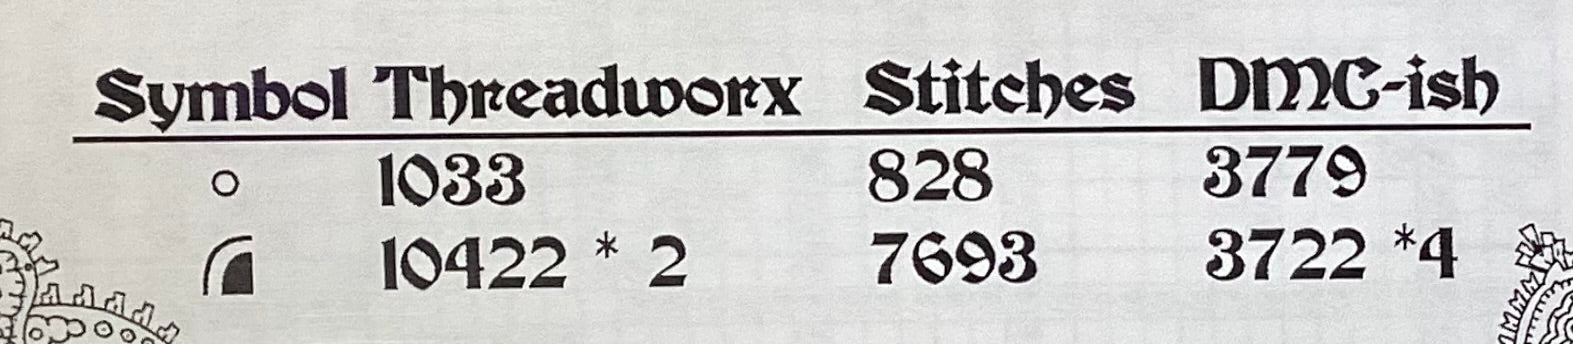 Symbol Threadworx Stitches DMC-ish
1033 828 3779
10422 * 2 7693 3722 *4